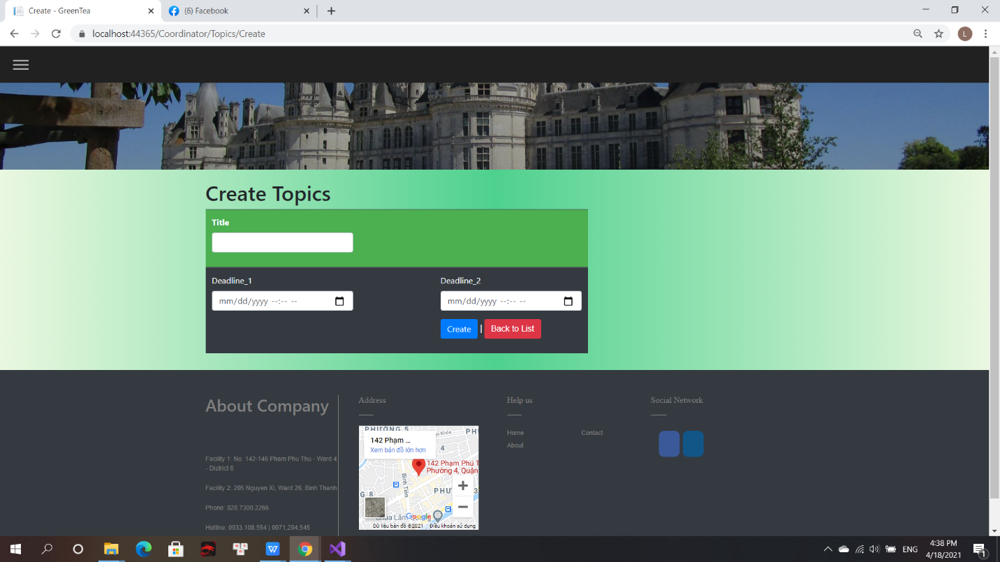 Create - GreenTea
(6) Facebook
localhost:44365/Coordinator/Topics/Create
L
Create Topics
Title
Deadline_1
Deadline_2
mm/dd/yyyy --:-- --
mm/dd/yyyy --:-- --
Create | Back to List
About Company
Address
Help us
Social Network
Home
Contact
About
Facility 1: No. 142-146 Pham Phu Thu - Ward 4
- District 6
Facility 2: 205 Nguyen Xi, Ward 26, Binh Thanh
Phone: 028.7300.2266
Hotline: 0933.108.554 | 0971,294,545
PHƯỜNG 5
PHƯ
142 Phạm ...
Xem bản đồ lớn hơn
4
142 Phạm Phú T
Phường 4, Quận
Bình Tiên
PHƯ
3
G 8
Google
Dữ liệu bản đồ ©2021
Điều khoản sử dụng
W
ENG
4:38 PM
4/18/2021
1